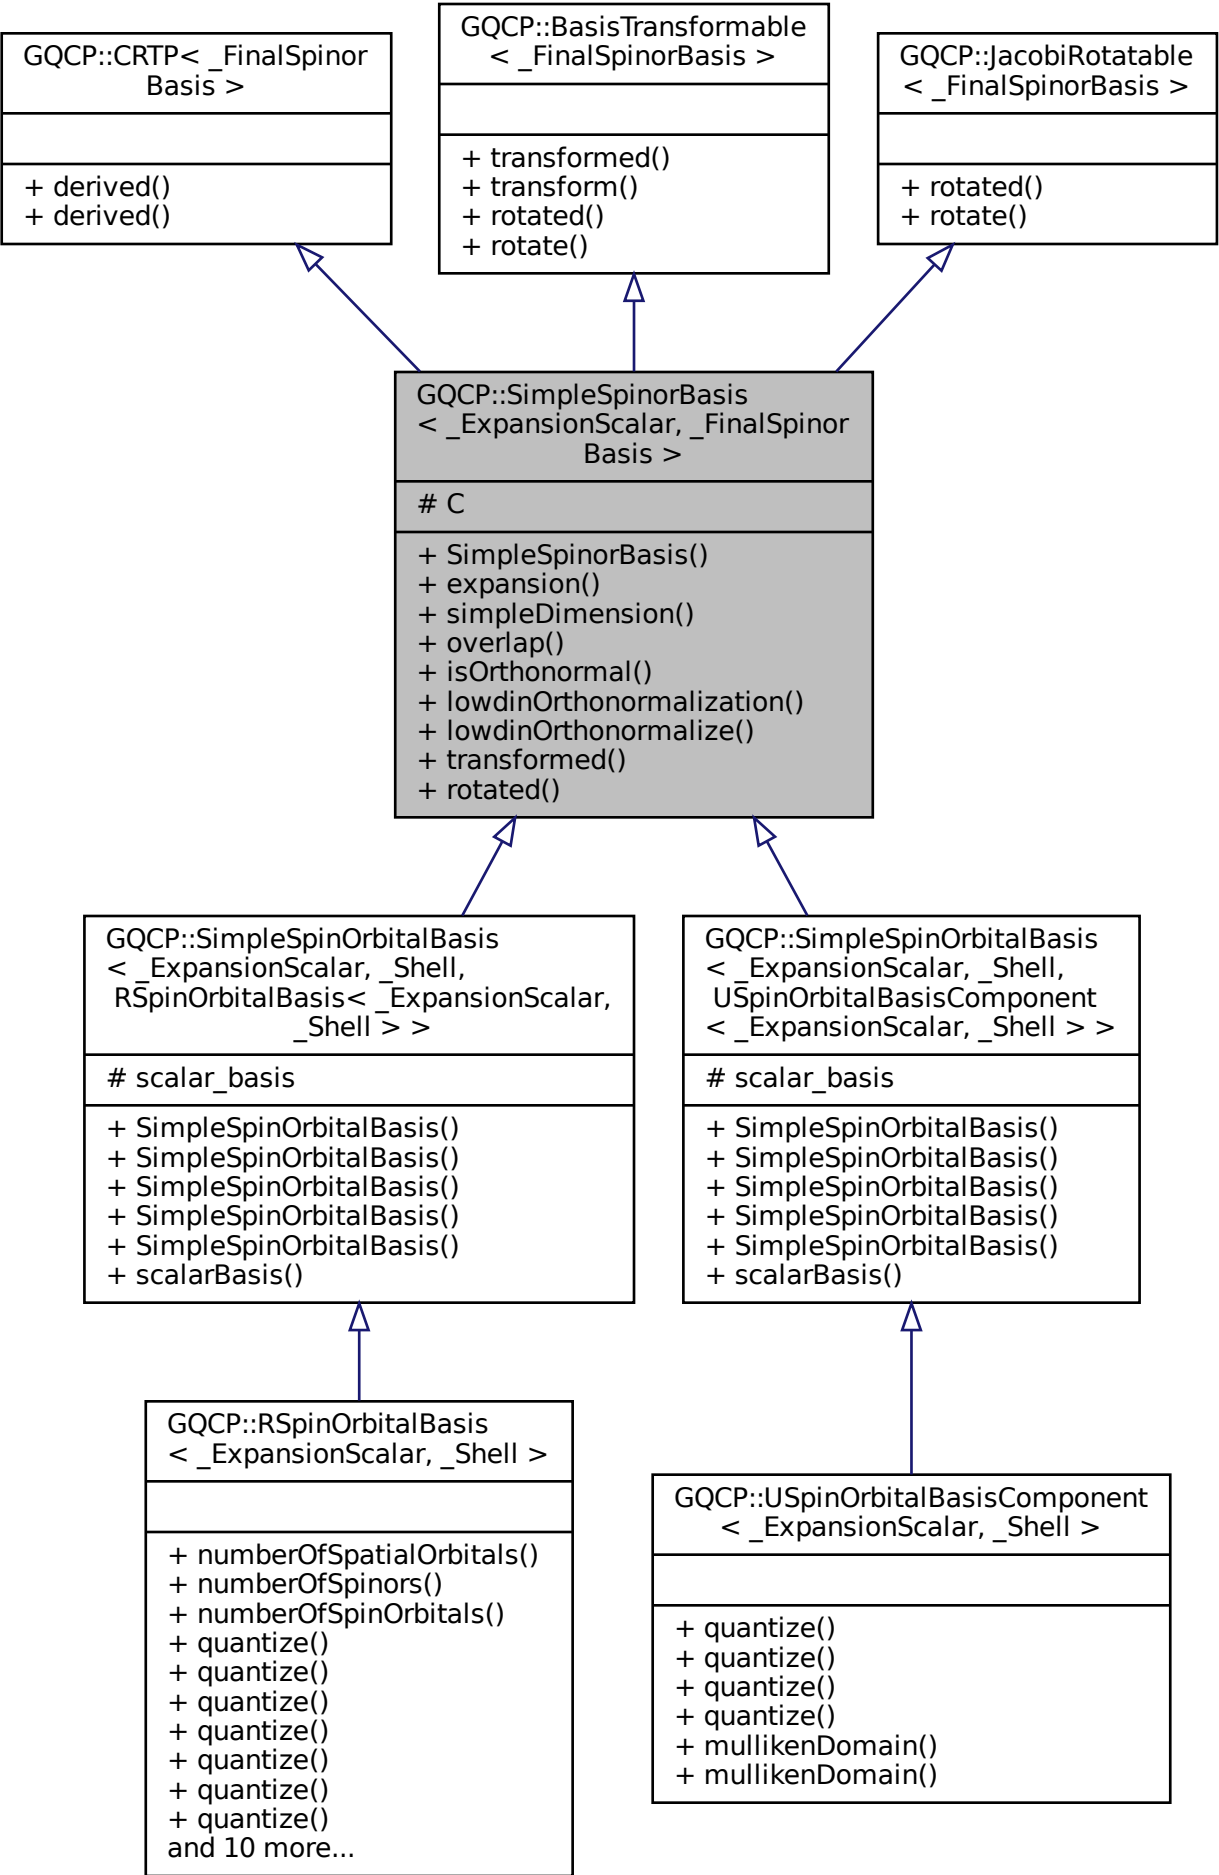 GQCP::CRTP< _FinalSpinor
Basis >
+ derived()
+ derived()
GQCP::BasisTransformable
< _FinalSpinorBasis >
+ transformed()
+ transform()
+ rotated()
+ rotate()
GQCP::JacobiRotatable
< _FinalSpinorBasis >
+ rotated()
+ rotate()
GQCP::SimpleSpinorBasis
< _ExpansionScalar, _FinalSpinor
Basis >
# C
+ SimpleSpinorBasis()
+ expansion()
+ simpleDimension()
+ overlap()
+ isOrthonormal()
+ lowdinOrthonormalization()
+ lowdinOrthonormalize()
+ transformed()
+ rotated()
GQCP::SimpleSpinOrbitalBasis
< _ExpansionScalar, _Shell,
RSpinOrbitalBasis< _ExpansionScalar,
_Shell > >
# scalar_basis
+ SimpleSpinOrbitalBasis()
+ SimpleSpinOrbitalBasis()
+ SimpleSpinOrbitalBasis()
+ SimpleSpinOrbitalBasis()
+ SimpleSpinOrbitalBasis()
+ scalarBasis()
GQCP::SimpleSpinOrbitalBasis
< _ExpansionScalar, _Shell,
USpinOrbitalBasisComponent
< _ExpansionScalar, _Shell > >
# scalar_basis
+ SimpleSpinOrbitalBasis()
+ SimpleSpinOrbitalBasis()
+ SimpleSpinOrbitalBasis()
+ SimpleSpinOrbitalBasis()
+ SimpleSpinOrbitalBasis()
+ scalarBasis()
GQCP::RSpinOrbitalBasis
< _ExpansionScalar, _Shell >
+ numberOfSpatialOrbitals()
+ numberOfSpinors()
+ numberOfSpinOrbitals()
+ quantize()
+ quantize()
+ quantize()
+ quantize()
+ quantize()
+ quantize()
+ quantize()
and 10 more...
GQCP::USpinOrbitalBasisComponent
< _ExpansionScalar, _Shell >
+ quantize()
+ quantize()
+ quantize()
+ quantize()
+ mullikenDomain()
+ mullikenDomain()